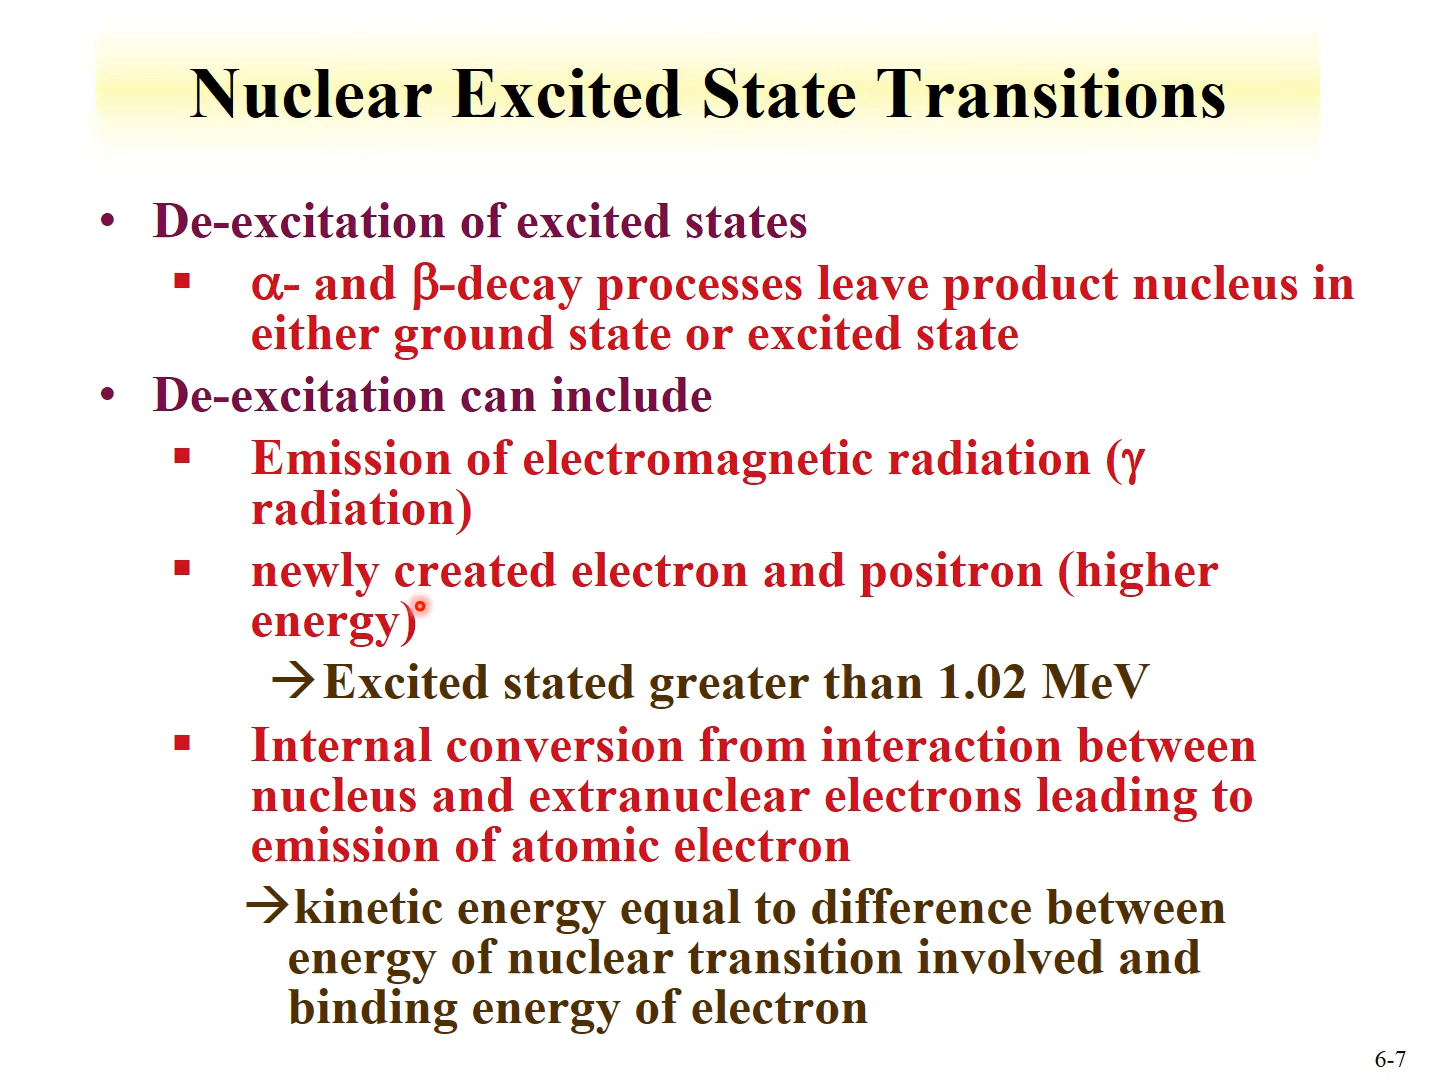 Nuclear Excited State Transitions
• De-excitation of excited states
▪ α- and β-decay processes leave product nucleus in
either ground state or excited state
• De-excitation can include
▪ Emission of electromagnetic radiation (γ
radiation)
▪ newly created electron and positron (higher
energy)
→Excited stated greater than 1.02 MeV
▪ Internal conversion from interaction between
nucleus and extranuclear electrons leading to
emission of atomic electron
→kinetic energy equal to difference between
energy of nuclear transition involved and
binding energy of electron
6-7